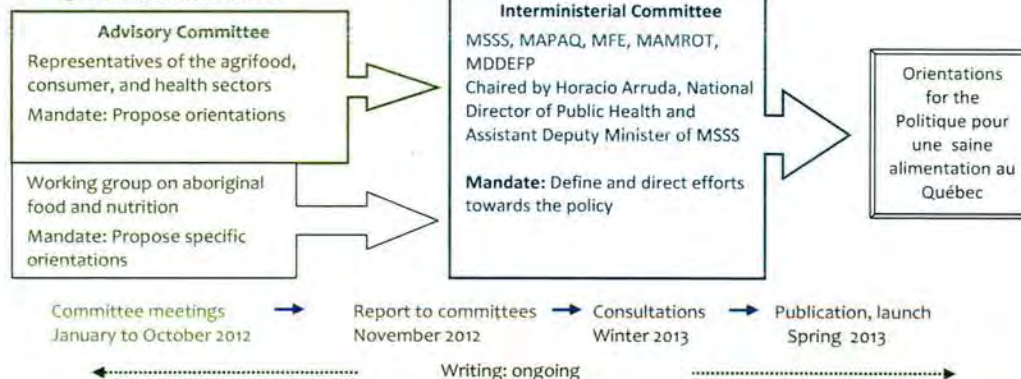 Advisory Committee
Representatives of the agrifood,
consumer, and health sectors
Mandate: Propose orientations
Working group on aboriginal
food and nutrition
Mandate: Propose specific
orientations
Interministerial Committee
MSSS, MAPAQ, MFE, MAMROT,
MDDEFP
Chaired by Horacio Arruda, National
Director of Public Health and
Assistant Deputy Minister of MSSS
Mandate: Define and direct efforts
towards the policy
Orientations
for the
Politique pour
une saine
alimentation au
Québec
Committee meetings
January to October 2012
Report to committees
November 2012
Consultations
Winter 2013
Publication, launch
Spring 2013
Writing: ongoing